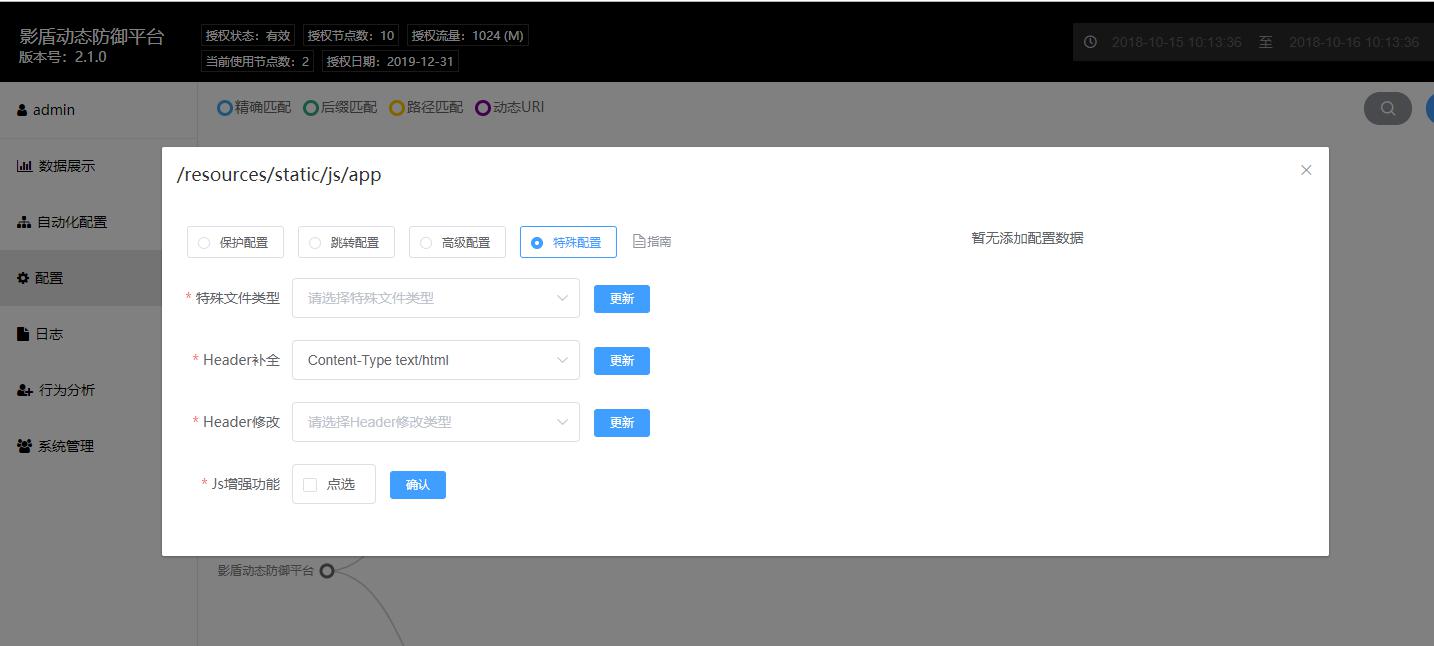 影盾动态防御平台
版本号：2.1.0
授权状态：有效 授权节点数：10 授权流量：1024 (M)
当前使用节点数：2 授权日期：2019-12-31
2018-10-15 10:13:36 至 2018-10-16 10:13:36
admin
精确匹配 后缀匹配 路径匹配 动态URI
数据展示
自动化配置
配置
日志
行为分析
系统管理
/resources/static/js/app
保护配置 跳转配置 高级配置 特殊配置 指南
暂无添加配置数据
* 特殊文件类型 请选择特殊文件类型 更新
* Header补全 Content-Type text/html 更新
* Header修改 请选择Header修改类型 更新
* Js增强功能 点选 确认
影盾动态防御平台